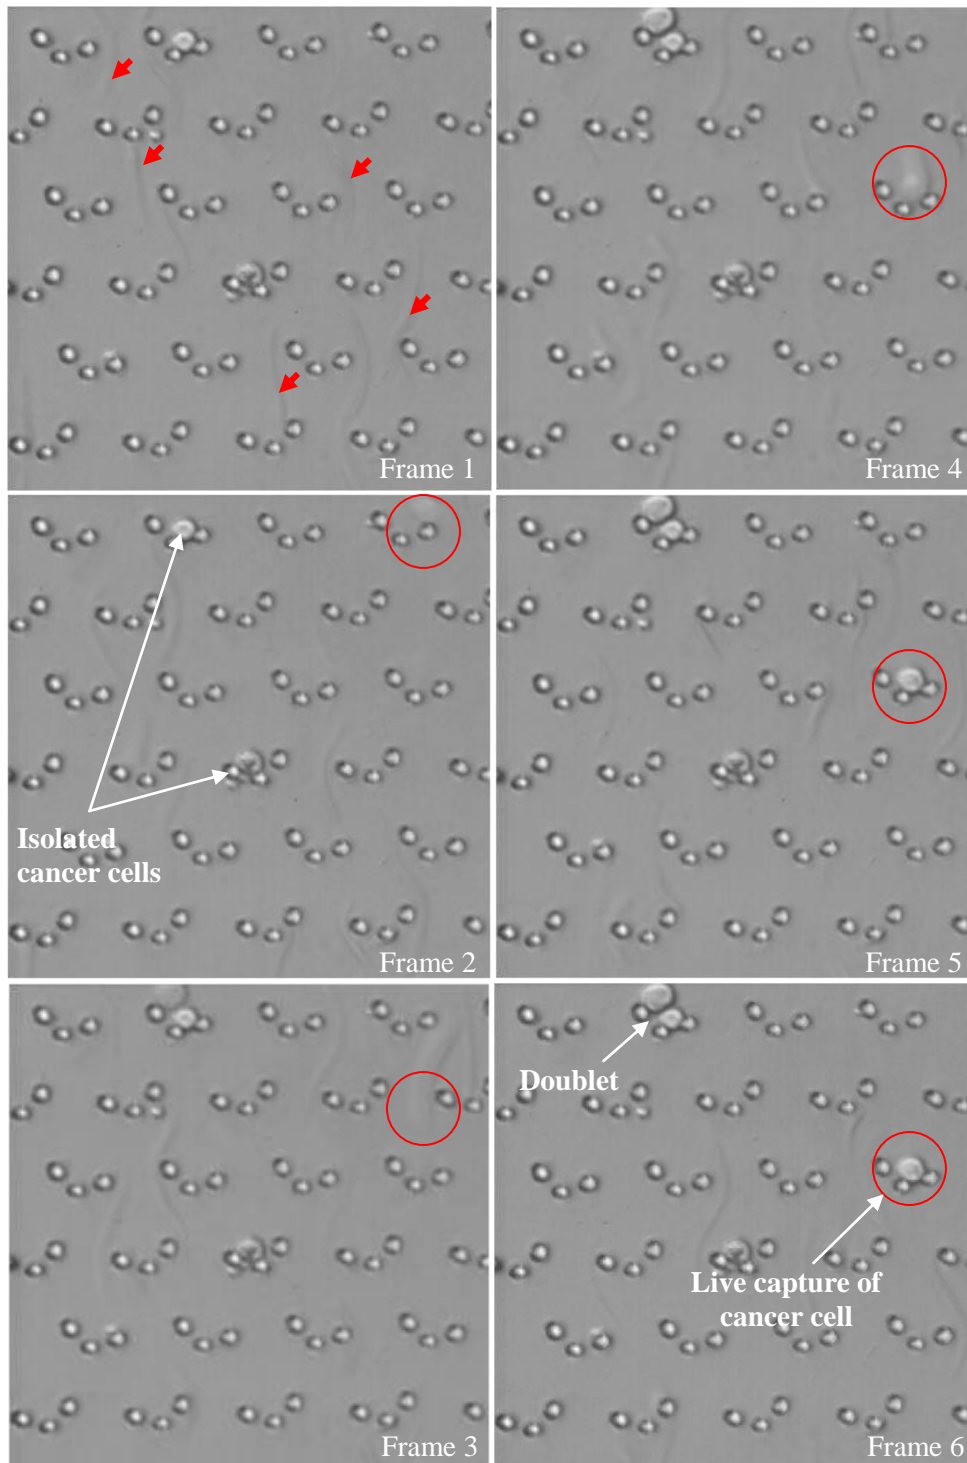 Frame 1
Frame 4
Isolated
cancer cells
Frame 2
Frame 5
Frame 3
Doublet
Live capture of
cancer cell
Frame 6